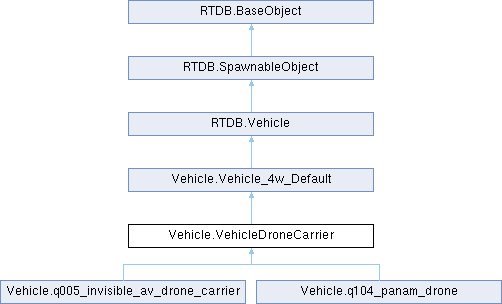 RTDB.BaseObject
RTDB.SpawnableObject
RTDB.Vehicle
Vehicle.Vehicle_4w_Default
Vehicle.VehicleDroneCarrier
Vehicle.q005_invisible_av_drone_carrier
Vehicle.q104_panam_drone